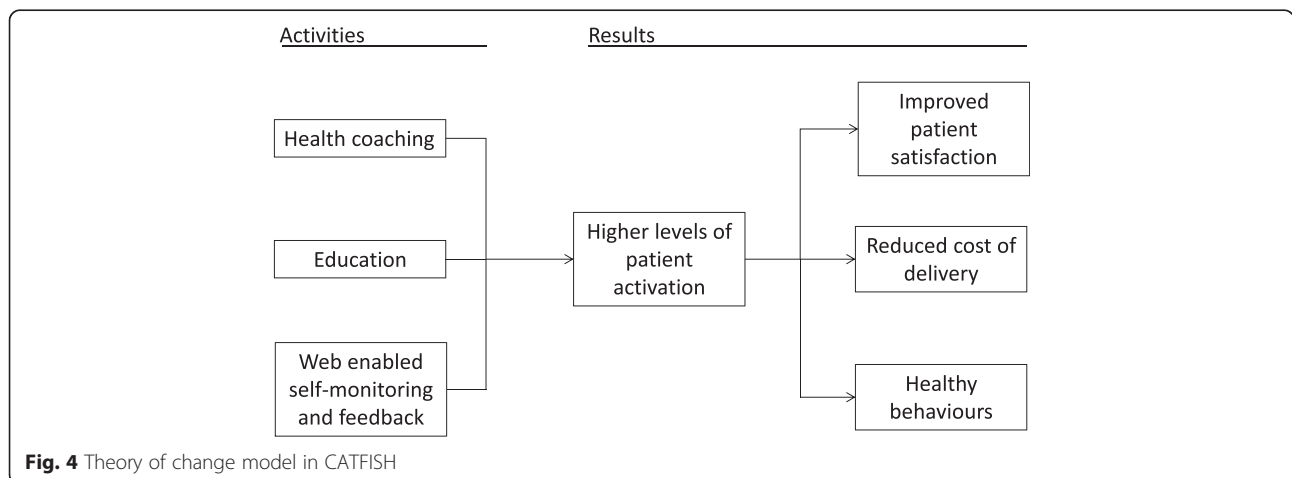 Activities
Results
Health coaching
Education
Web enabled
self-monitoring
and feedback
Higher levels of
patient
activation
Improved
patient
satisfaction
Reduced cost of
delivery
Healthy
behaviours
Fig. 4 Theory of change model in CATFISH